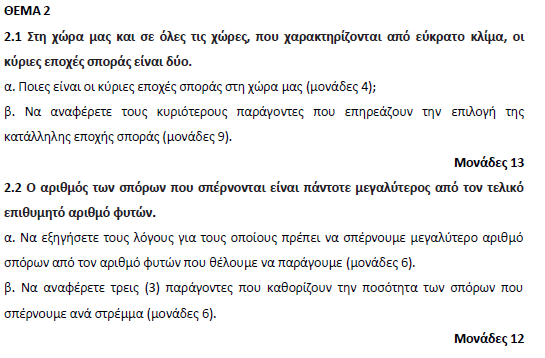 ΘΕΜΑ 2
2.1 Στη χώρα μας και σε όλες τις χώρες, που χαρακτηρίζονται από εύκρατο κλίμα, οι
κύριες εποχές σποράς είναι δύο.
α. Ποιες είναι οι κύριες εποχές σποράς στη χώρα μας (μονάδες 4);
β. Να αναφέρετε τους κυριότερους παράγοντες που επηρεάζουν την επιλογή της
κατάλληλης εποχής σποράς (μονάδες 9).
Μονάδες 13
2.2 Ο αριθμός των σπόρων που σπέρνονται είναι πάντοτε μεγαλύτερος από τον τελικό
επιθυμητό αριθμό φυτών.
α. Να εξηγήσετε τους λόγους για τους οποίους πρέπει να σπέρνουμε μεγαλύτερο αριθμό
σπόρων από τον αριθμό φυτών που θέλουμε να παράγουμε (μονάδες 6).
β. Να αναφέρετε τρεις (3) παράγοντες που καθορίζουν την ποσότητα των σπόρων που
σπέρνουμε ανά στρέμμα (μονάδες 6).
Μονάδες 12